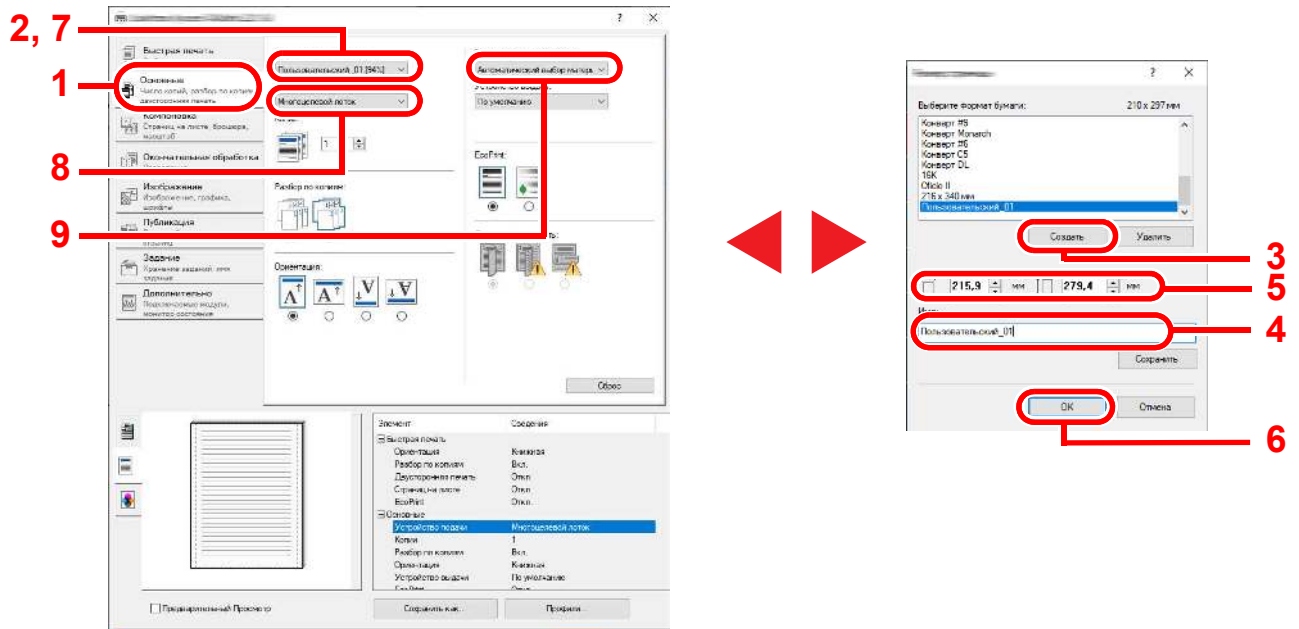 2, 7
1
8
9
? ×
Быстрая печать
Основные
Число копий, разбор по копиям,
двусторонняя печать
Компоновка
Страниц на листе, брошюра,
масштаб
Окончательная обработка
Изображение
Изображение, графика,
шрифты
Публикация
Задание
Хранение заданий, имя
Дополнительно
Подключаемые модули,
монитор состояния
Пользовательский_01 [94%]
Многоцелевой лоток
1
Разбор по копиям:
Ориентация:
Автоматический выбор матери
По умолчанию
EcoPrint:
Сброс
Элемент Сведения
Быстрая печать
Ориентация Книжная
Разбор по копиям Вкл.
Двусторонняя печать Откл
Страниц на листе Откл
EcoPrint Откл.
Основные
Устройство подачи Многоцелевой лоток
Копии 1
Разбор по копиям Вкл.
Ориентация Книжная
Устройство выдачи По умолчанию
Предварительный Просмотр
Сохранить как...
Профили...
? ×
Выберите формат бумаги: 210 x 297 мм
Конверт #9
Конверт Monarch
Конверт #6
Конверт C5
Конверт DL
16K
Oficio II
216 x 340 мм
Пользовательский_01
Создать Удалить
3
215,9 мм 279,4 мм
5
Пользовательский_01
4
Сохранить
OK Отмена
6